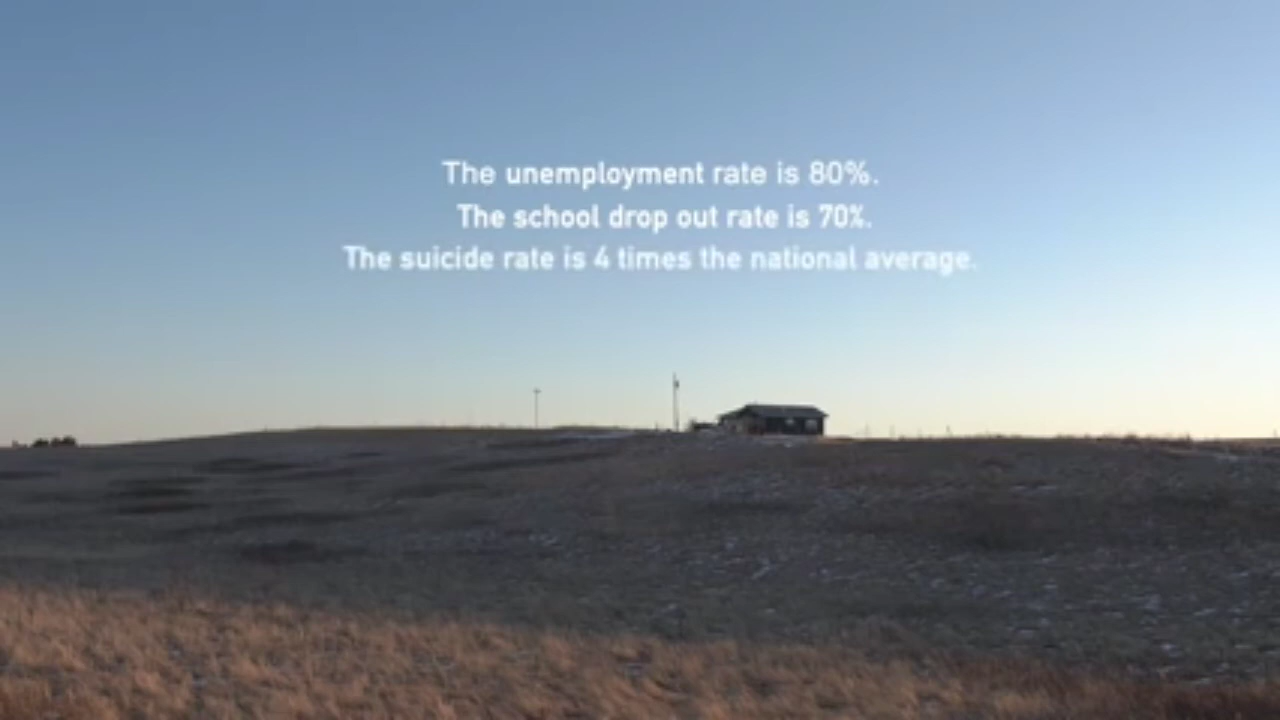 The unemployment rate is 80%.
The school drop out rate is 70%.
The suicide rate is 4 times the national average.